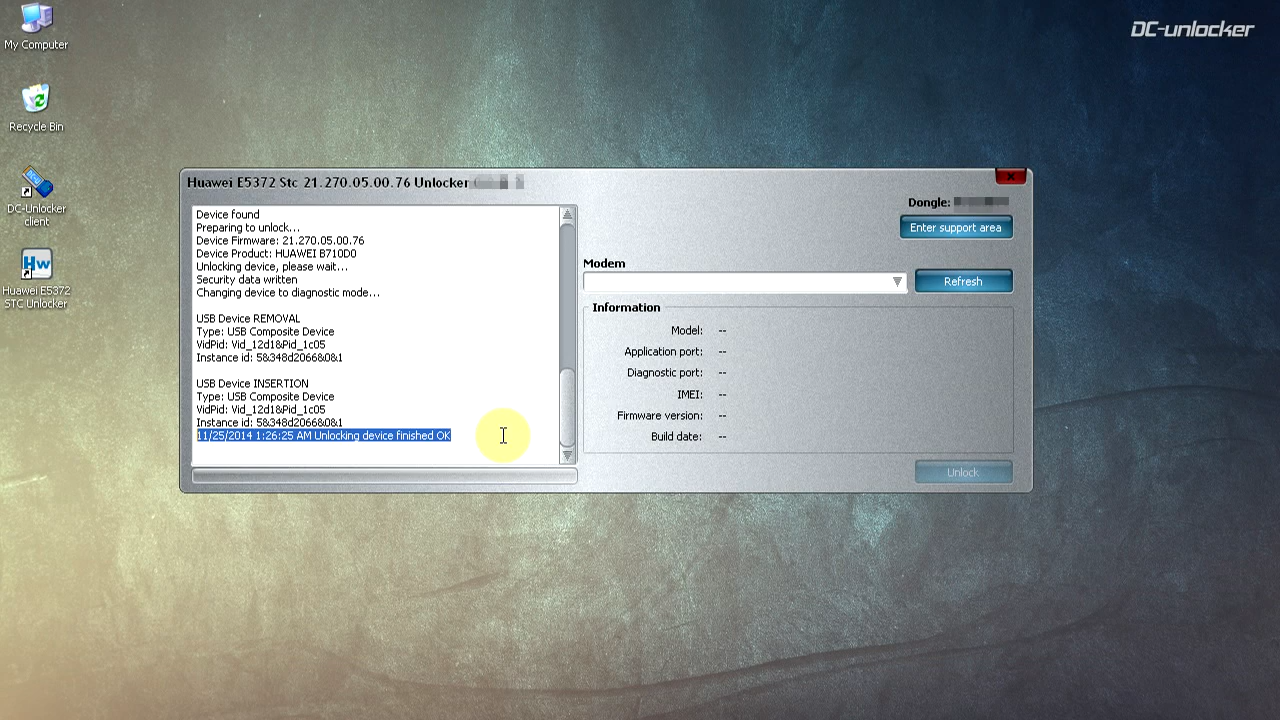 My Computer
Recycle Bin
DC-Unlocker
client
Hw
Huawei E5372
STC Unlocker
DC-unlocker
Huawei E5372 Stc 21.270.05.00.76 Unlocker
Device found
Preparing to unlock...
Device Firmware: 21.270.05.00.76
Device Product: HUAWEI B710D0
Unlocking device, please wait...
Security data written
Changing device to diagnostic mode...
USB Device REMOVAL
Type: USB Composite Device
VidPid: Vid_12d1&Pid_1c05
Instance id: 5&348d2066&0&1
USB Device INSERTION
Type: USB Composite Device
VidPid: Vid_12d1&Pid_1c05
Instance id: 5&348d2066&0&1
11/25/2014 1:26:25 AM Unlocking device finished OK
Dongle:
Enter support area
Modem
Refresh
Information
Model: --
Application port: --
Diagnostic port: --
IMEI: --
Firmware version: --
Build date: --
Unlock